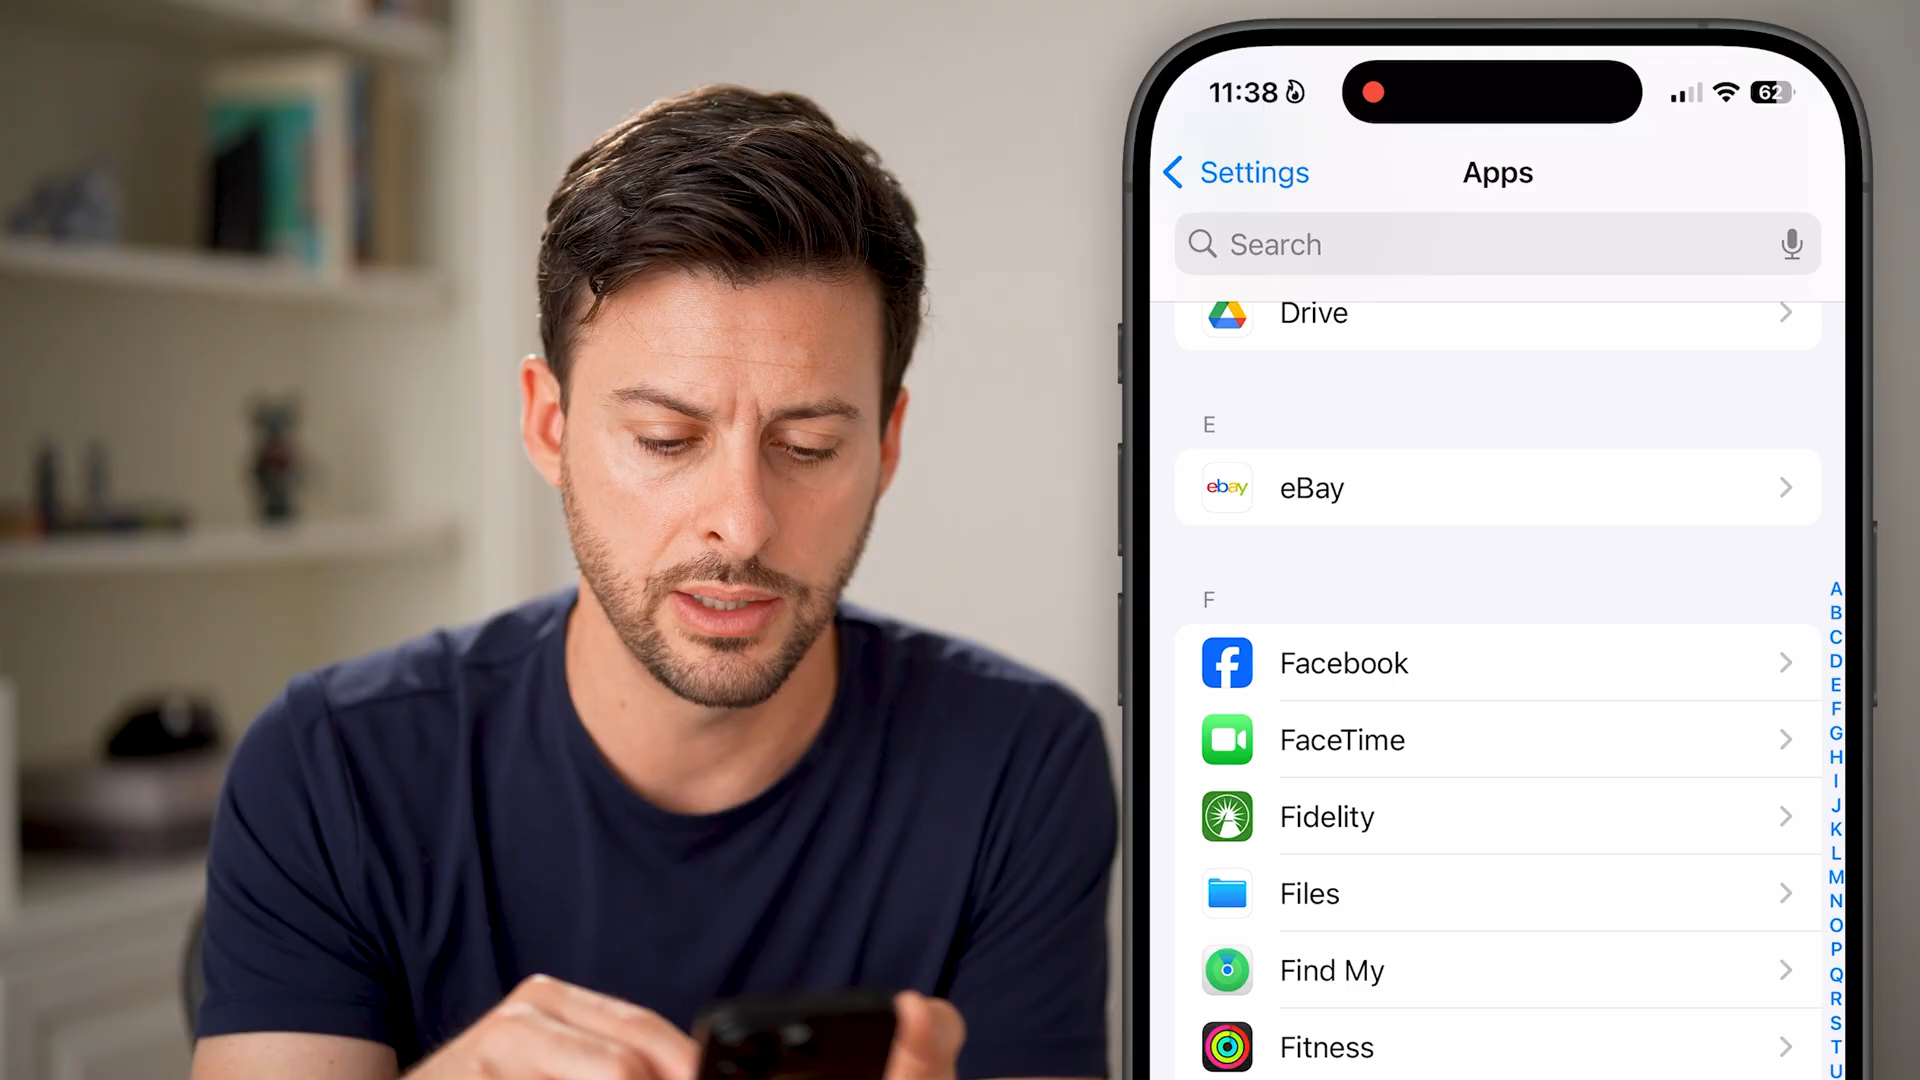 11:38
62
Settings
Apps
Search
Drive
E
ebay
eBay
F
Facebook
FaceTime
Fidelity
Files
Find My
Fitness
A
B
C
D
E
F
G
H
I
J
K
L
M
N
O
P
Q
R
S
T
U